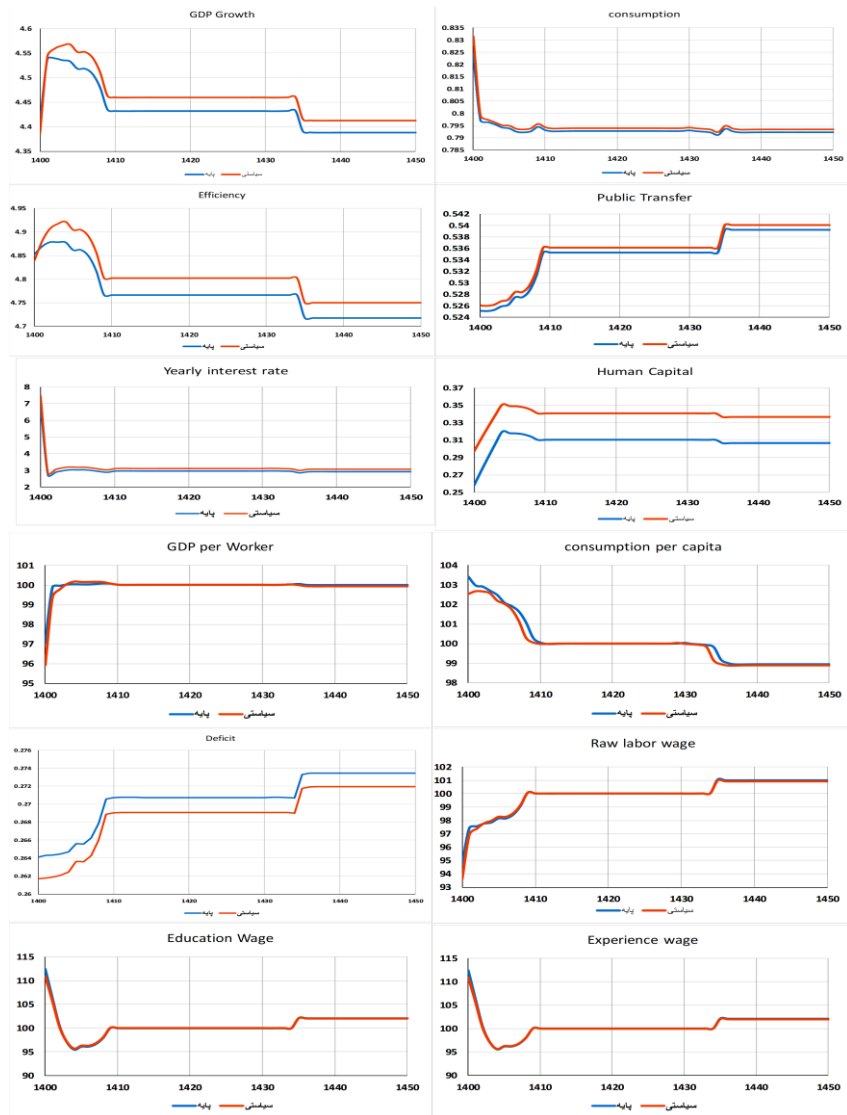 GDP Growth
4.6
4.55
4.5
4.45
4.4
4.35
1400 1410 1420 1430 1440 1450
پایه سیاستی
consumption
0.835
0.83
0.825
0.82
0.815
0.81
0.805
0.8
0.795
0.79
0.785
1400 1410 1420 1430 1440 1450
پایه سیاستی
Efficiency
4.95
4.9
4.85
4.8
4.75
4.7
1400 1410 1420 1430 1440 1450
پایه سیاستی
Public Transfer
0.542
0.54
0.538
0.536
0.534
0.532
0.53
0.528
0.526
0.524
1400 1410 1420 1430 1440 1450
پایه سیاستی
Yearly interest rate
8
7
6
5
4
3
2
1400 1410 1420 1430 1440 1450
پایه سیاستی
Human Capital
0.37
0.35
0.33
0.31
0.29
0.27
0.25
1400 1410 1420 1430 1440 1450
پایه سیاستی
GDP per Worker
101
100
99
98
97
96
95
1400 1410 1420 1430 1440 1450
پایه سیاستی
consumption per capita
104
103
102
101
100
99
98
1400 1410 1420 1430 1440 1450
پایه سیاستی
Deficit
0.276
0.274
0.272
0.27
0.268
0.266
0.264
0.262
0.26
1400 1410 1420 1430 1440 1450
پایه سیاستی
Raw labor wage
102
101
100
99
98
97
96
95
94
93
1400 1410 1420 1430 1440 1450
پایه سیاستی
Education Wage
115
110
105
100
95
90
1400 1410 1420 1430 1440 1450
پایه سیاستی
Experience wage
115
110
105
100
95
90
1400 1410 1420 1430 1440 1450
پایه سیاستی